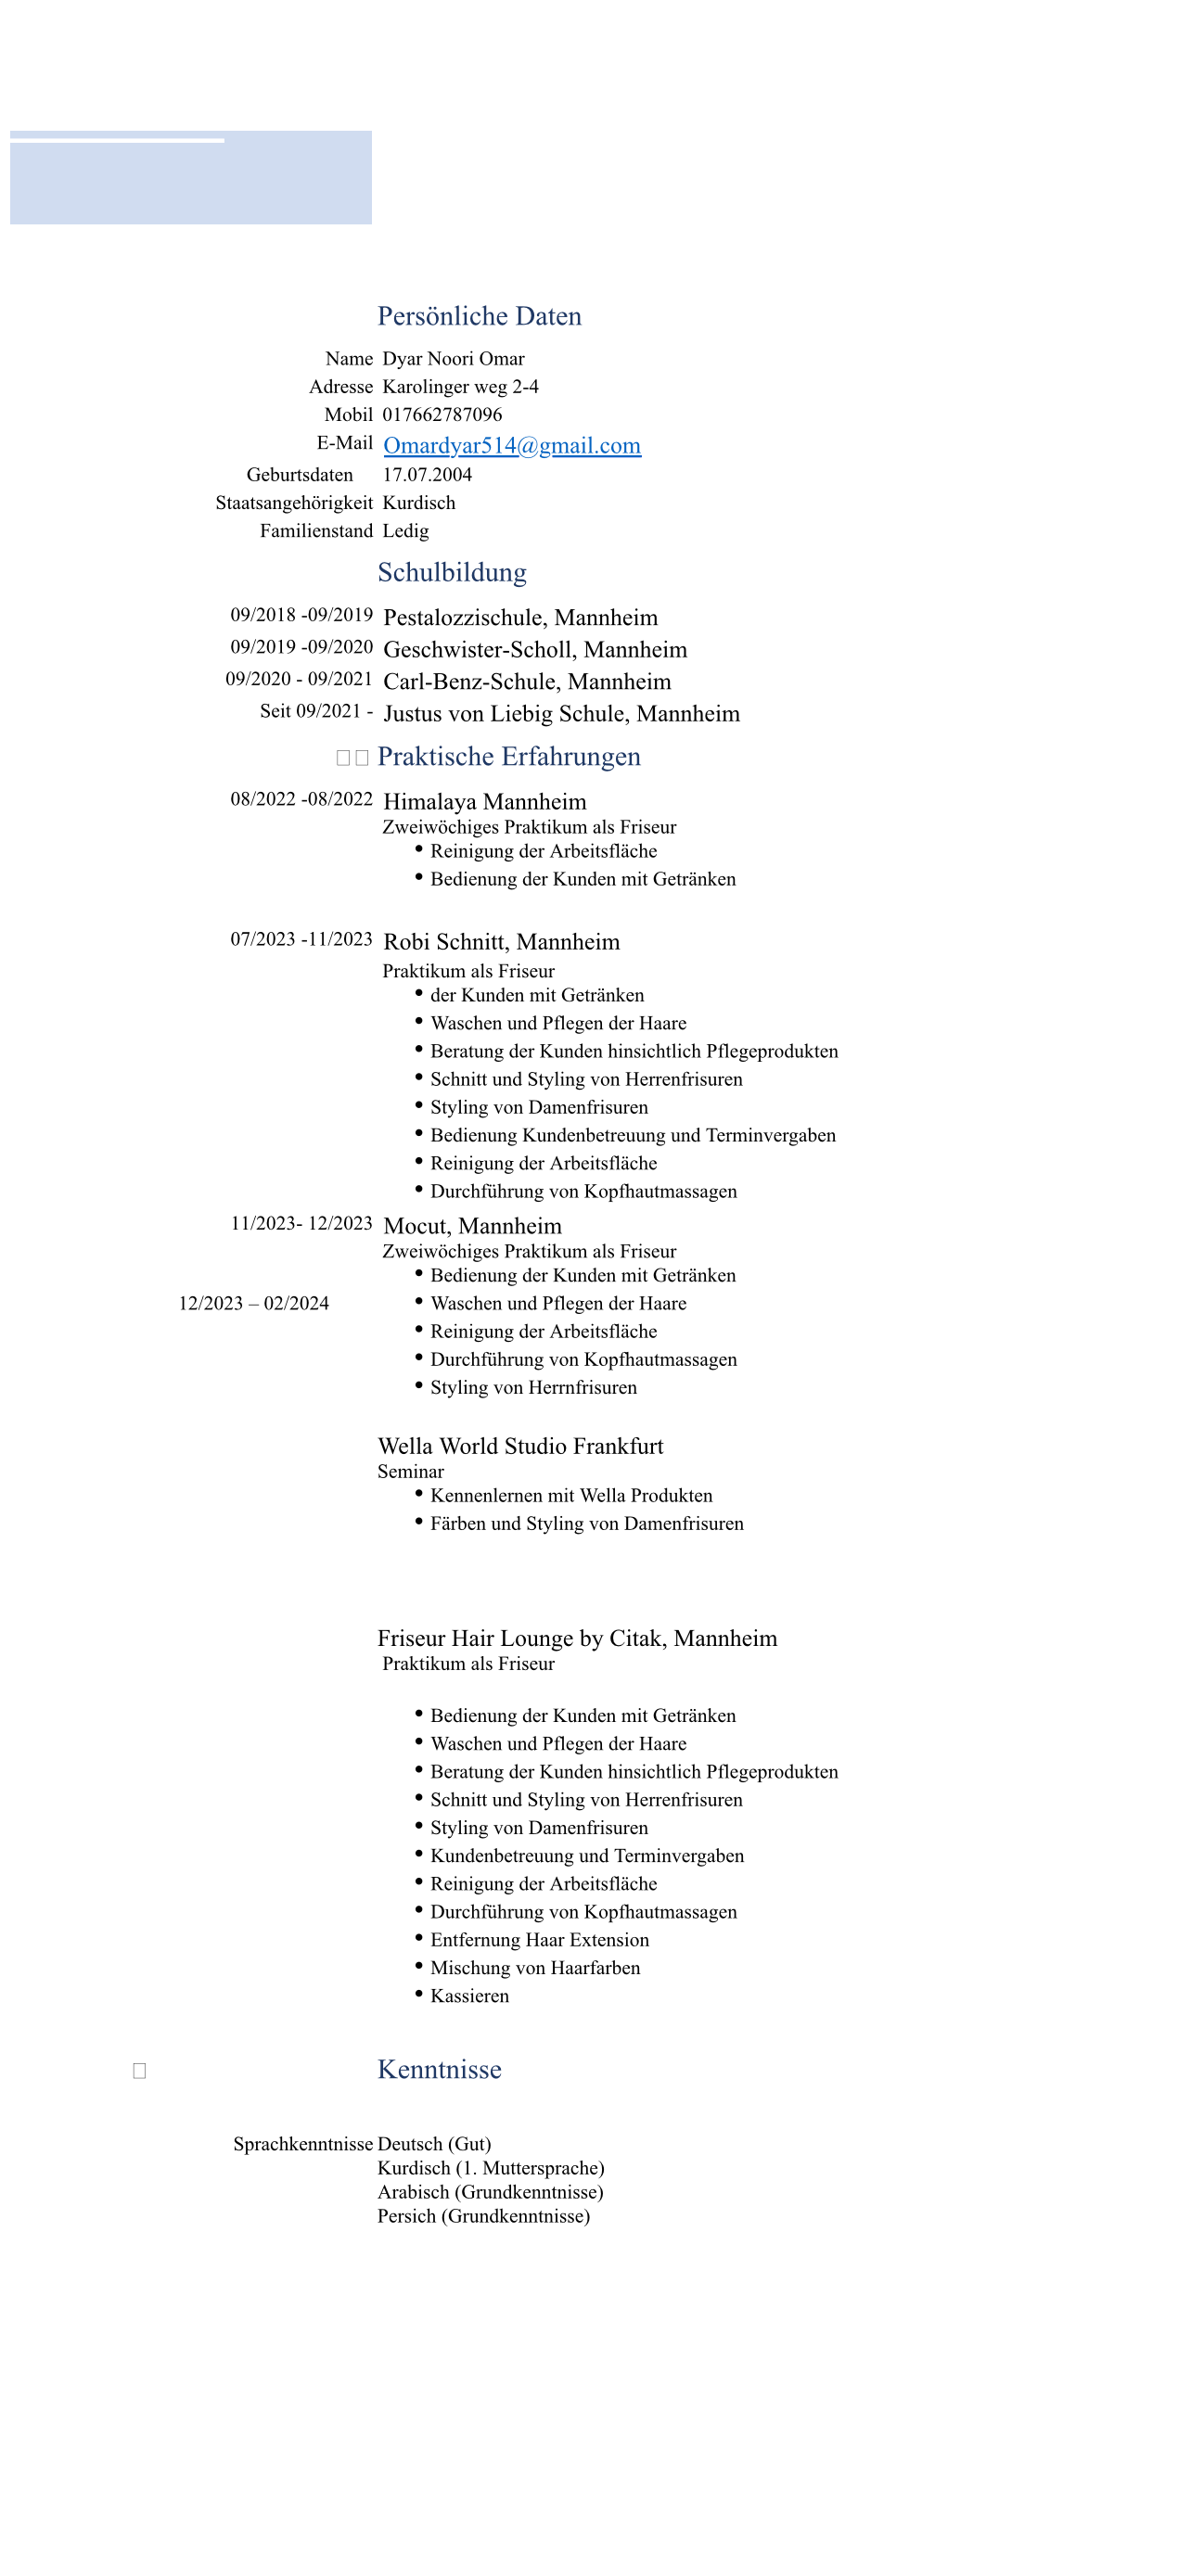 Persönliche Daten
Name Dyar Noori Omar
Adresse Karolinger weg 2-4
Mobil 017662787096
E-Mail Omardyar514@gmail.com
Geburtsdaten 17.07.2004
Staatsangehörigkeit Kurdisch
Familienstand Ledig
Schulbildung
09/2018 -09/2019 Pestalozzischule, Mannheim
09/2019 -09/2020 Geschwister-Scholl, Mannheim
09/2020 - 09/2021 Carl-Benz-Schule, Mannheim
Seit 09/2021 - Justus von Liebig Schule, Mannheim
Praktische Erfahrungen
08/2022 -08/2022 Himalaya Mannheim
Zweiwöchiges Praktikum als Friseur
• Reinigung der Arbeitsfläche
• Bedienung der Kunden mit Getränken
07/2023 -11/2023 Robi Schnitt, Mannheim
Praktikum als Friseur
• der Kunden mit Getränken
• Waschen und Pflegen der Haare
• Beratung der Kunden hinsichtlich Pflegeprodukten
• Schnitt und Styling von Herrenfrisuren
• Styling von Damenfrisuren
• Bedienung Kundenbetreuung und Terminvergaben
• Reinigung der Arbeitsfläche
• Durchführung von Kopfhautmassagen
11/2023- 12/2023 Mocut, Mannheim
Zweiwöchiges Praktikum als Friseur
• Bedienung der Kunden mit Getränken
12/2023 – 02/2024 • Waschen und Pflegen der Haare
• Reinigung der Arbeitsfläche
• Durchführung von Kopfhautmassagen
• Styling von Herrnfrisuren
Wella World Studio Frankfurt
Seminar
• Kennenlernen mit Wella Produkten
• Färben und Styling von Damenfrisuren
Friseur Hair Lounge by Citak, Mannheim
Praktikum als Friseur
• Bedienung der Kunden mit Getränken
• Waschen und Pflegen der Haare
• Beratung der Kunden hinsichtlich Pflegeprodukten
• Schnitt und Styling von Herrenfrisuren
• Styling von Damenfrisuren
• Kundenbetreuung und Terminvergaben
• Reinigung der Arbeitsfläche
• Durchführung von Kopfhautmassagen
• Entfernung Haar Extension
• Mischung von Haarfarben
• Kassieren
Kenntnisse
Sprachkenntnisse Deutsch (Gut)
Kurdisch (1. Muttersprache)
Arabisch (Grundkenntnisse)
Persich (Grundkenntnisse)